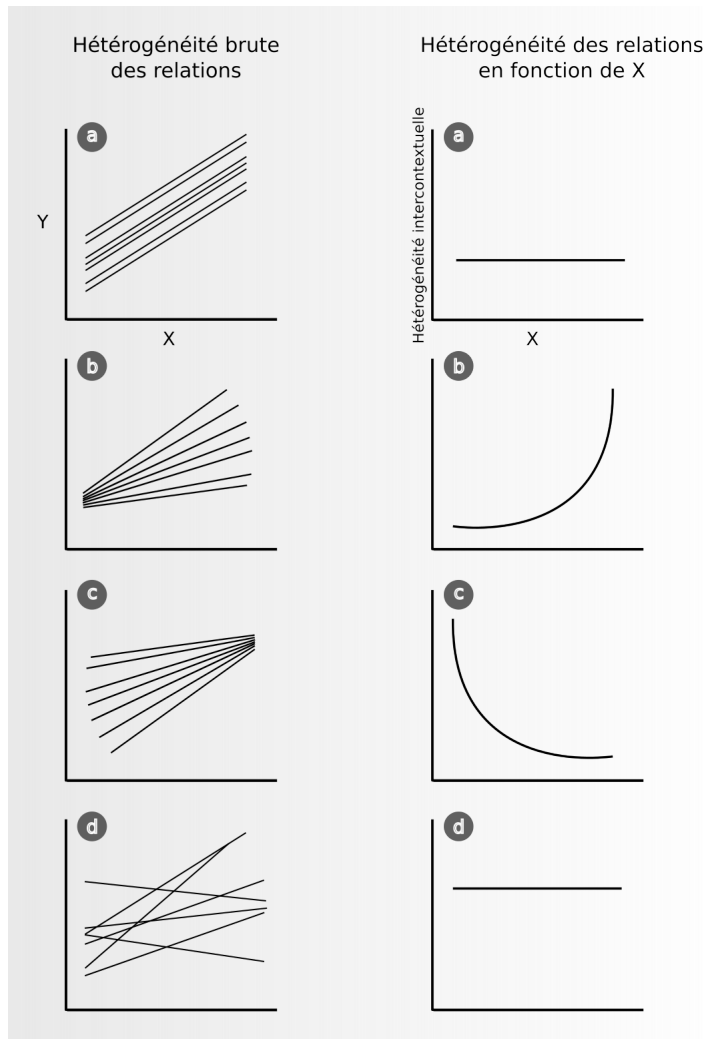 Hétérogénéité brute
des relations
Hétérogénéité des relations
en fonction de X
a
Y
X
a
Hétérogénéité intercontextuelle
X
b
b
c
c
d
d